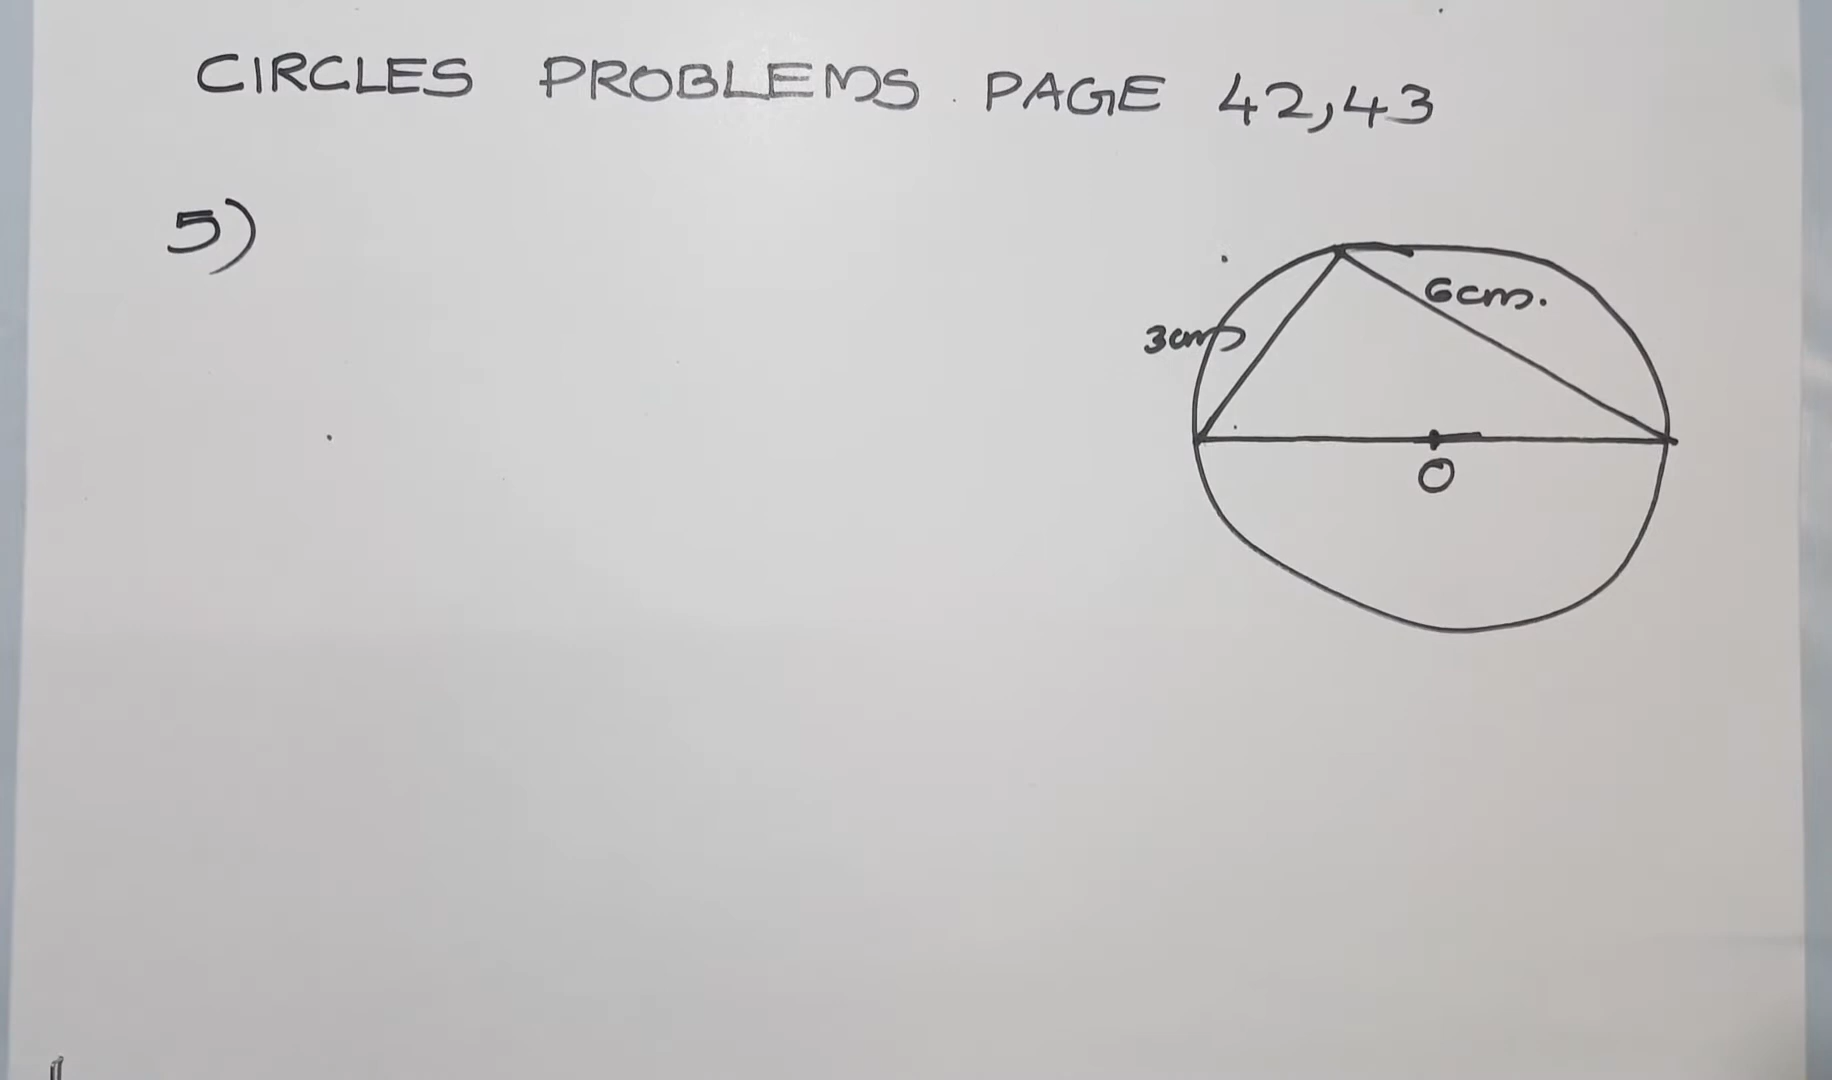 CIRCLES PROBLEMS PAGE 42,43
5)
6cm.
3cm
O